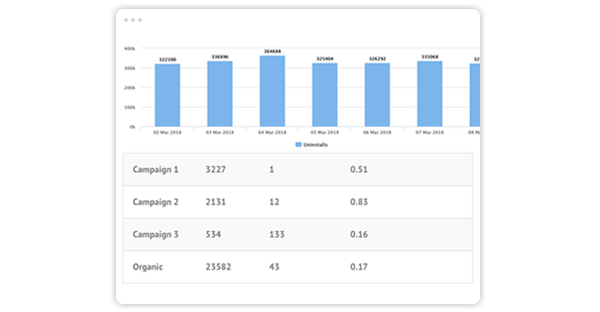 400k
300k
200k
100k
0k
322100 336896 364688 325404 326292 335068
02 Mar 2018 03 Mar 2018 04 Mar 2018 05 Mar 2018 06 Mar 2018 07 Mar 2018
Uninstalls
Campaign 1 3227 1 0.51
Campaign 2 2131 12 0.83
Campaign 3 534 133 0.16
Organic 23582 43 0.17